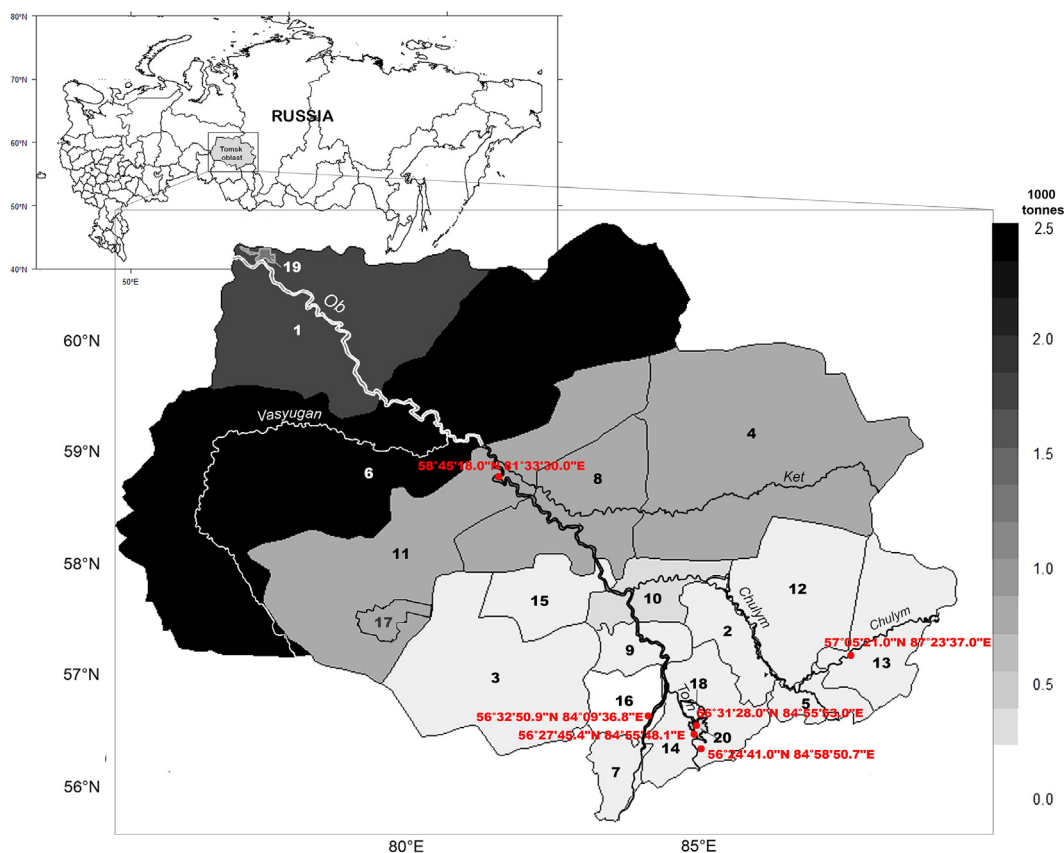 80°N
70°N
60°N
50°N
40°N
50°E
RUSSIA
Tomsk
oblast
1000
tonnes
2.5
2.0
1.5
1.0
0.5
0.0
60°N
59°N
58°N
57°N
56°N
80°E
85°E
19
Ob
1
Vasyugan
4
6
58°45'18.0"N 81°33'30.0"E
8
Ket
11
12
15
10
Chulym
Chulym
17
2
57°05'21.0"N 87°23'37.0"E
9
13
3
18
16
Tom
5
56°32'50.9"N 84°09'36.8"E
56°31'28.0"N 84°55'53.0"E
56°27'45.4"N 84°55'48.1"E
20
14
56°24'41.0"N 84°58'50.7"E
7